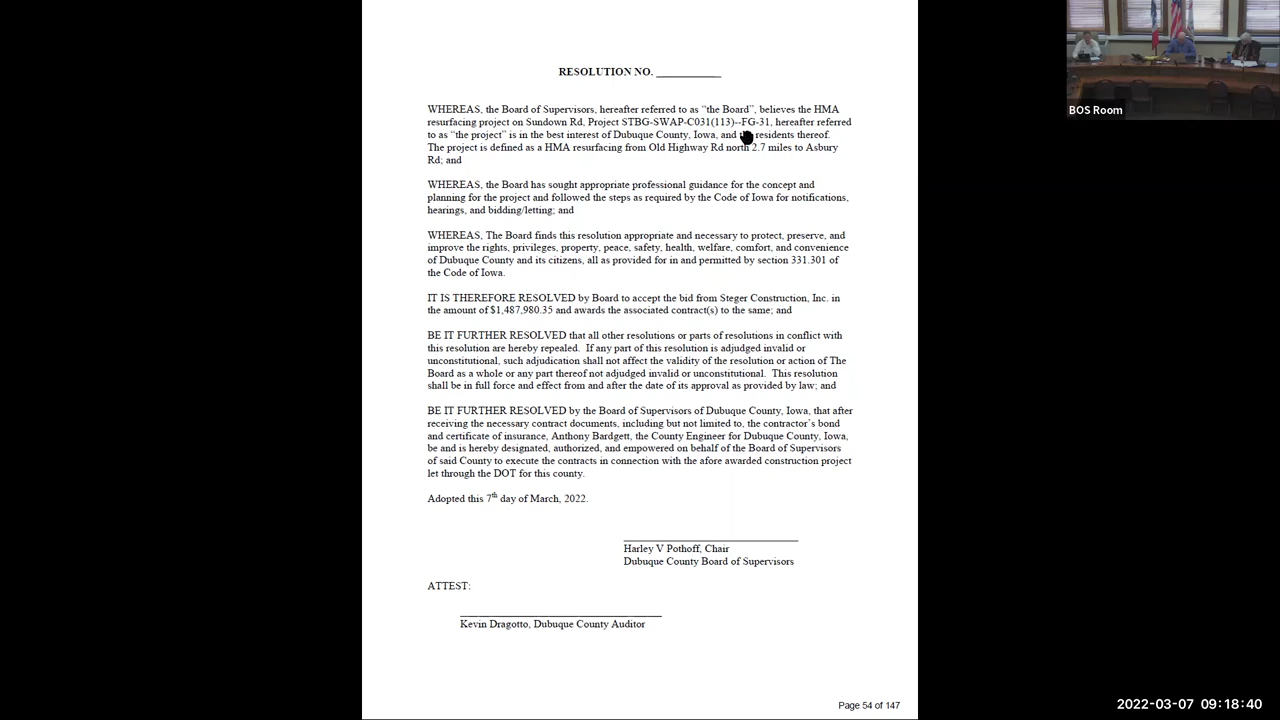 RESOLUTION NO. ___________
WHEREAS, the Board of Supervisors, hereafter referred to as “the Board”, believes the HMA
resurfacing project on Sundown Rd, Project STBG-SWAP-C031(113)--FG-31, hereafter referred
to as “the project” is in the best interest of Dubuque County, Iowa, and residents thereof.
The project is defined as a HMA resurfacing from Old Highway Rd north 2.7 miles to Asbury
Rd; and
WHEREAS, the Board has sought appropriate professional guidance for the concept and
planning for the project and followed the steps as required by the Code of Iowa for notifications,
hearings, and bidding/letting; and
WHEREAS, The Board finds this resolution appropriate and necessary to protect, preserve, and
improve the rights, privileges, property, peace, safety, health, welfare, comfort, and convenience
of Dubuque County and its citizens, all as provided for in and permitted by section 331.301 of
the Code of Iowa.
IT IS THEREFORE RESOLVED by Board to accept the bid from Steger Construction, Inc. in
the amount of $1,487,980.35 and awards the associated contract(s) to the same; and
BE IT FURTHER RESOLVED that all other resolutions or parts of resolutions in conflict with
this resolution are hereby repealed. If any part of this resolution is adjudged invalid or
unconstitutional, such adjudication shall not affect the validity of the resolution or action of The
Board as a whole or any part thereof not adjudged invalid or unconstitutional. This resolution
shall be in full force and effect from and after the date of its approval as provided by law; and
BE IT FURTHER RESOLVED by the Board of Supervisors of Dubuque County, Iowa, that after
receiving the necessary contract documents, including but not limited to, the contractor’s bond
and certificate of insurance, Anthony Bardgett, the County Engineer for Dubuque County, Iowa,
be and is hereby designated, authorized, and empowered on behalf of the Board of Supervisors
of said County to execute the contracts in connection with the afore awarded construction project
let through the DOT for this county.
Adopted this 7th day of March, 2022.
Harley V Pothoff, Chair
Dubuque County Board of Supervisors
ATTEST:
Kevin Dragotto, Dubuque County Auditor
Page 54 of 147
BOS Room
2022-03-07 09:18:40